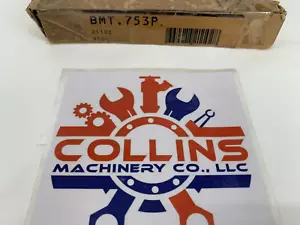 BMT.753P.
COLLINS
MACHINERY CO., LLC